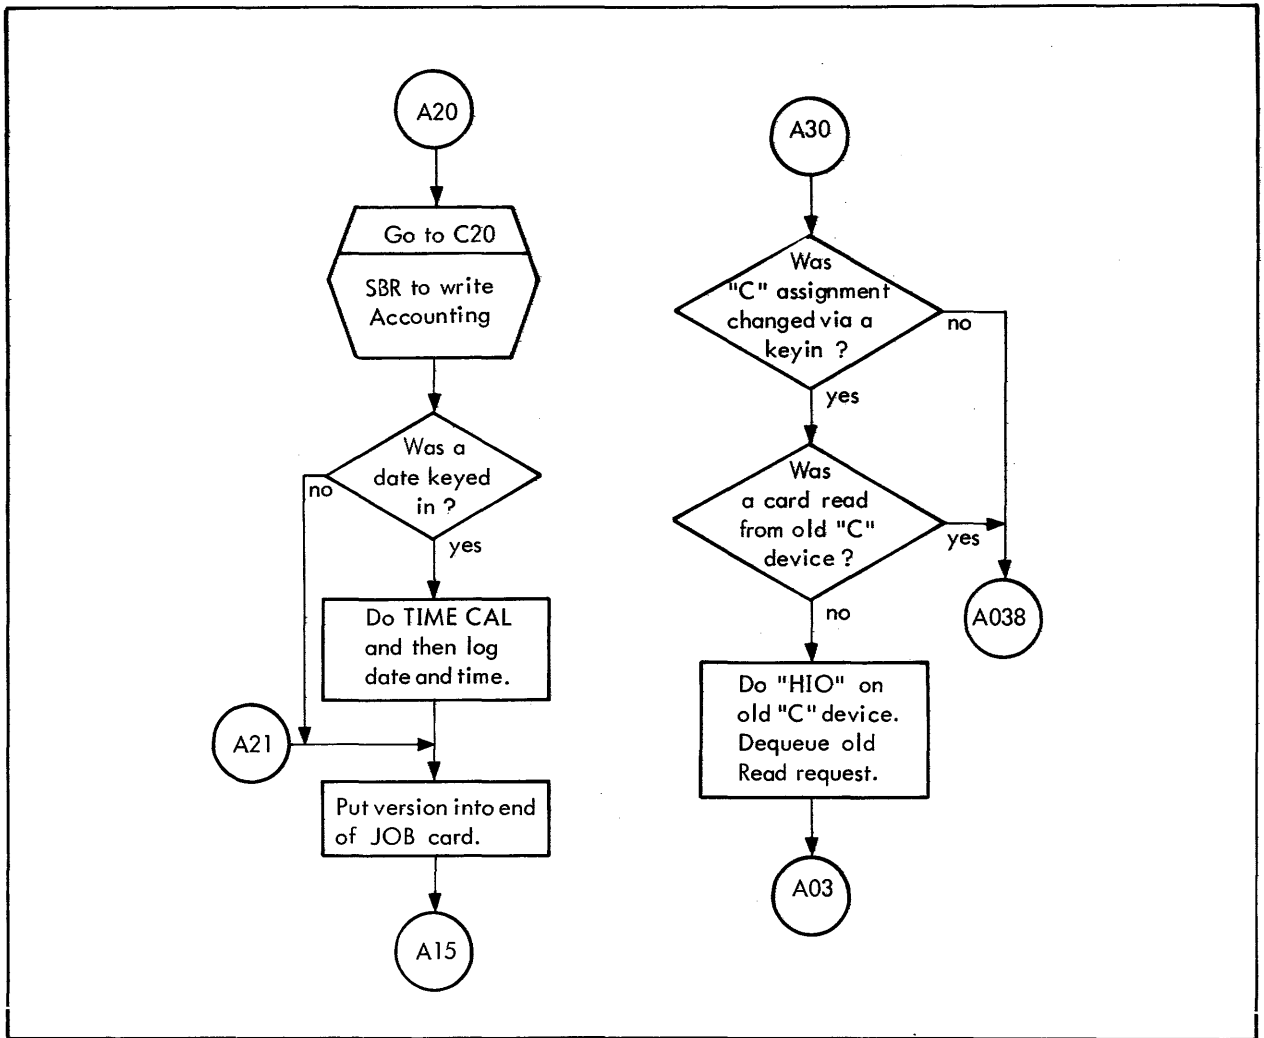 A20
Go to C20
SBR to write
Accounting
Was a
date keyed
in ?
no
yes
Do TIME CAL
and then log
date and time.
A21
Put version into end
of JOB card.
A15
A30
Was
"C" assignment
changed via a
keyin ?
no
yes
Was
a card read
from old "C"
device ?
yes
no
A038
Do "HIO" on
old "C" device.
Dequeue old
Read request.
A03